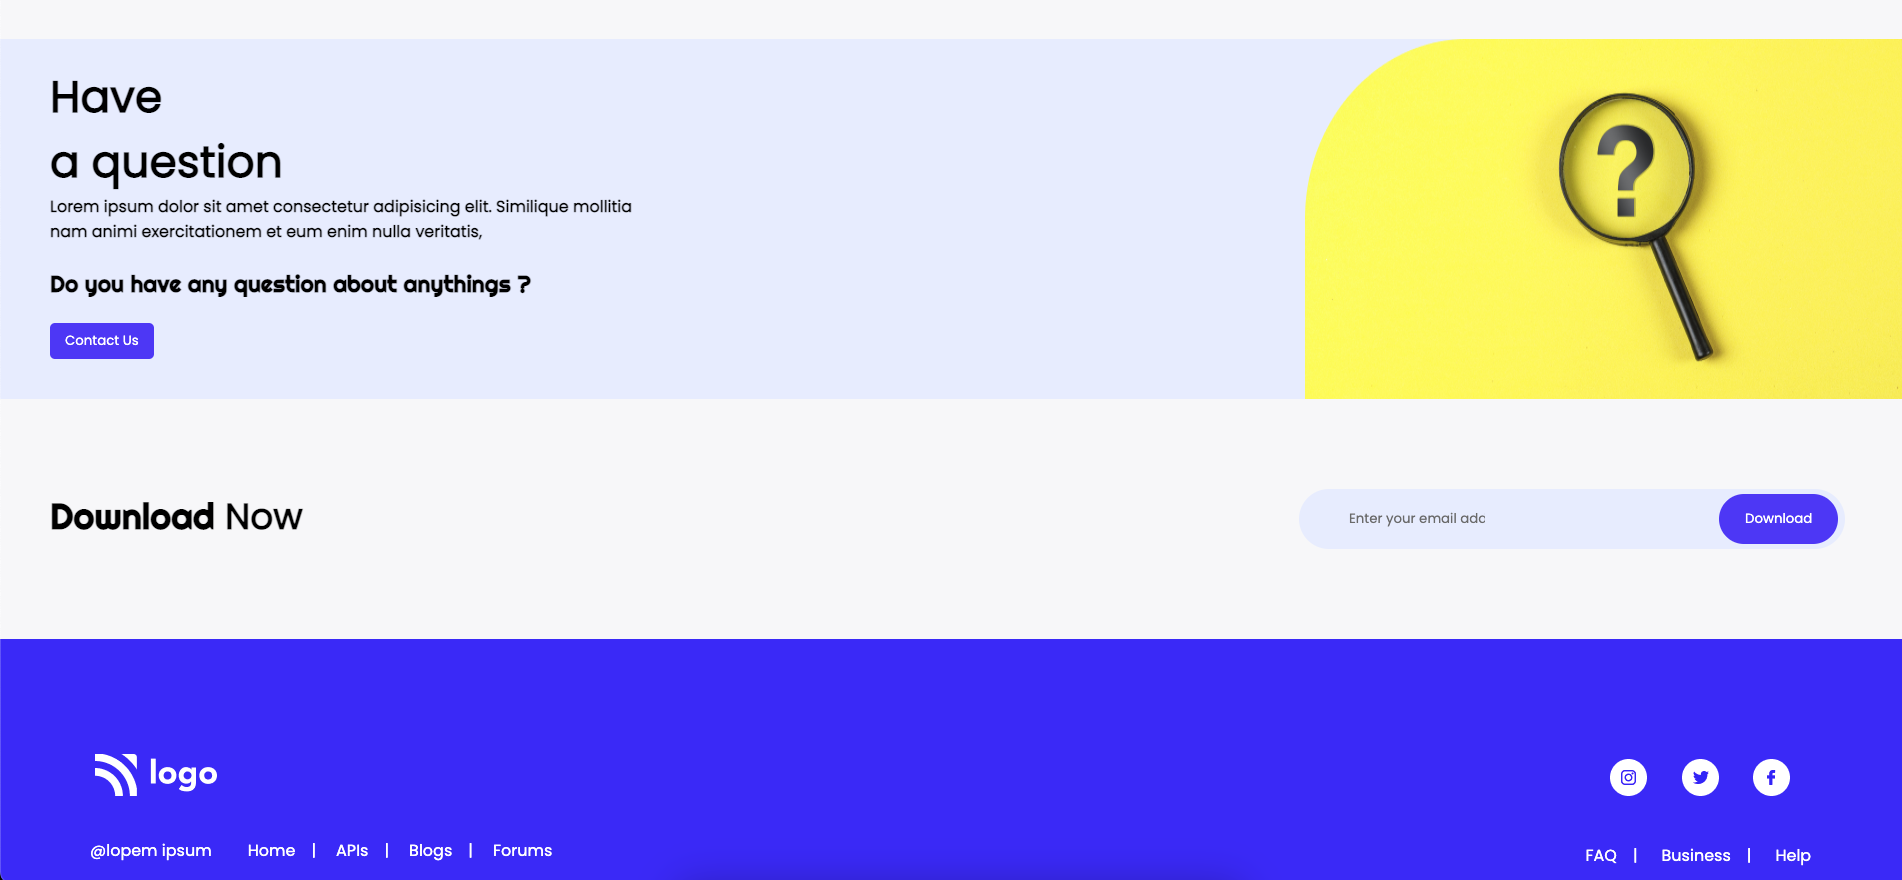 Have
a question
Lorem ipsum dolor sit amet consectetur adipisicing elit. Similique mollitia
nam animi exercitationem et eum enim nulla veritatis,
Do you have any question about anythings ?
Contact Us
?
Download Now
Enter your email adc
Download
logo
@lopem ipsum Home | APIs | Blogs | Forums
FAQ | Business | Help